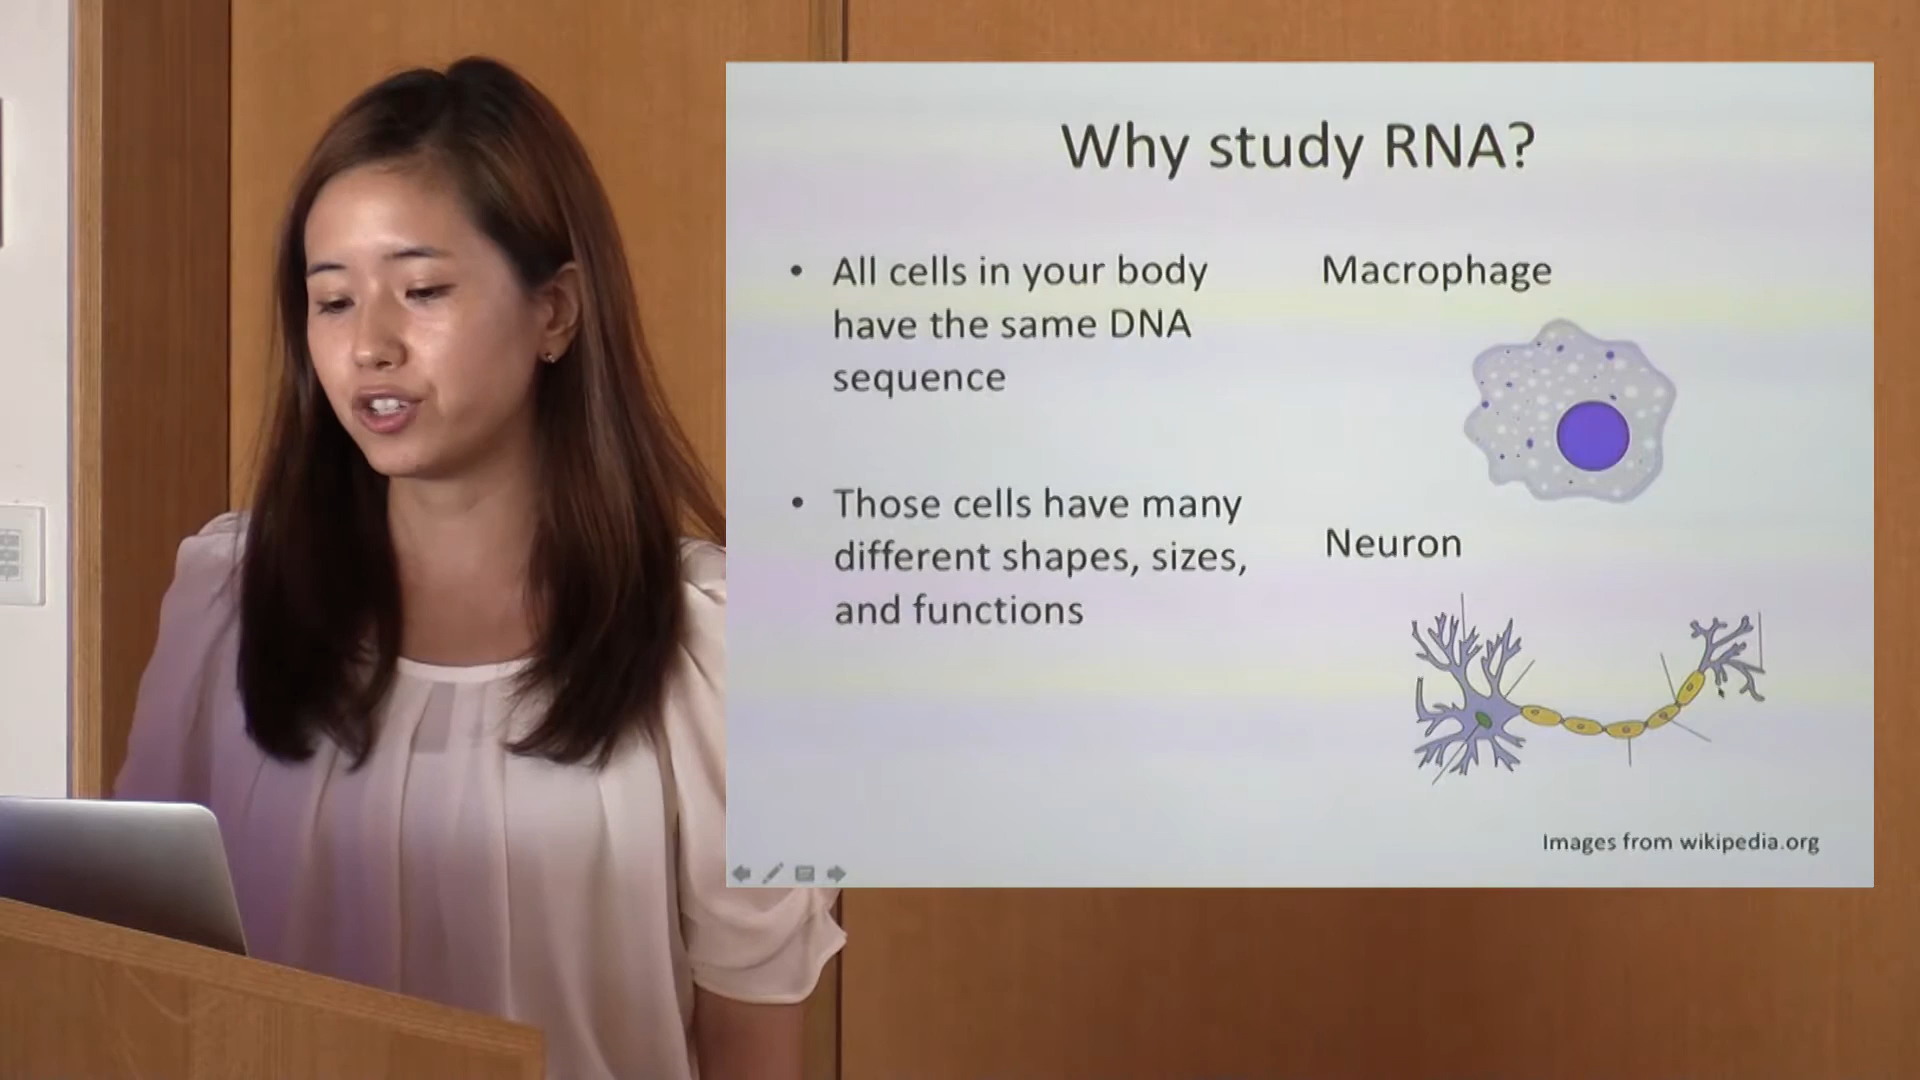 Why study RNA?
• All cells in your body
have the same DNA
sequence
• Those cells have many
different shapes, sizes,
and functions
Macrophage
Neuron
Images from wikipedia.org